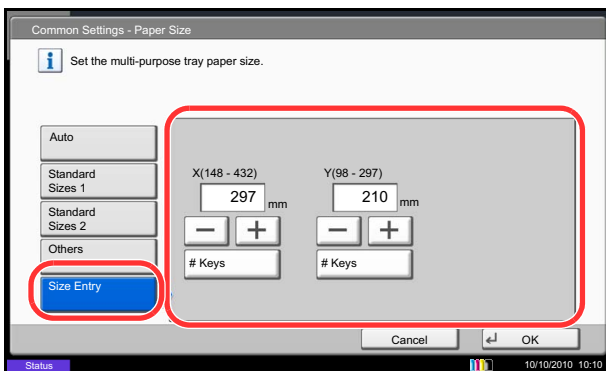 Common Settings - Paper Size
Set the multi-purpose tray paper size.
Auto
Standard
Sizes 1
Standard
Sizes 2
Others
Size Entry
X(148 - 432)
297 mm
# Keys
Y(98 - 297)
210 mm
# Keys
Cancel
OK
Status
10/10/2010 10:10